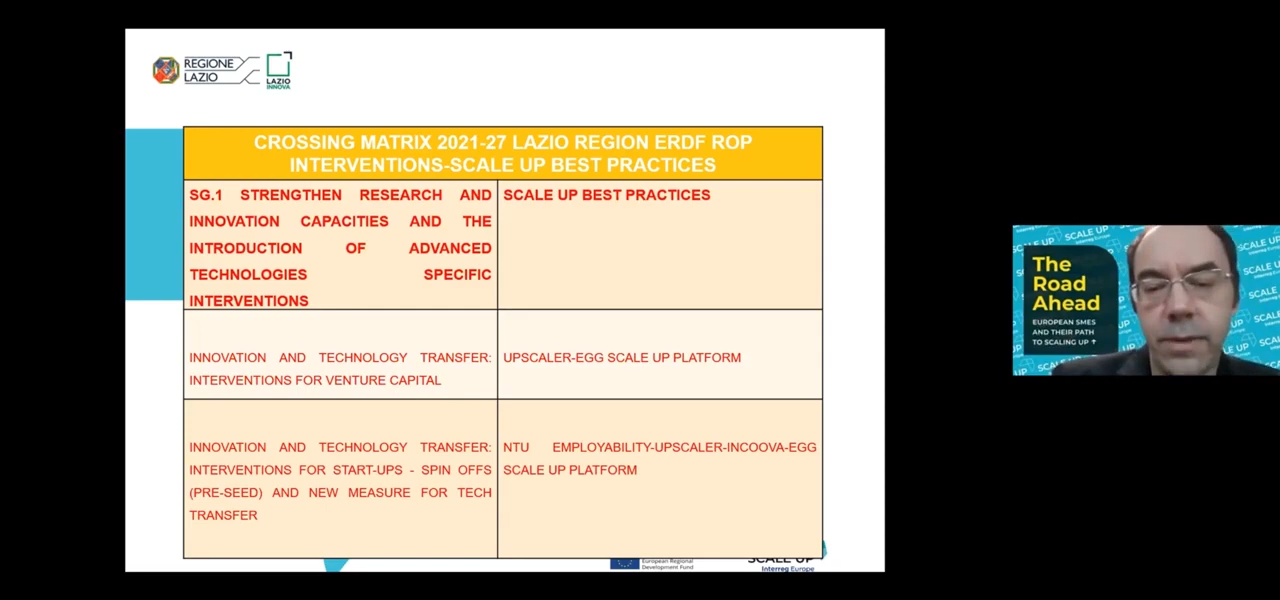 REGIONE
LAZIO
LAZIO
INNOVA
CROSSING MATRIX 2021-27 LAZIO REGION ERDF ROP
INTERVENTIONS-SCALE UP BEST PRACTICES
SG.1 STRENGTHEN RESEARCH AND
INNOVATION CAPACITIES AND THE
INTRODUCTION OF ADVANCED
TECHNOLOGIES SPECIFIC
INTERVENTIONS
SCALE UP BEST PRACTICES
INNOVATION AND TECHNOLOGY TRANSFER:
INTERVENTIONS FOR VENTURE CAPITAL
UPSCALER-EGG SCALE UP PLATFORM
INNOVATION AND TECHNOLOGY TRANSFER:
INTERVENTIONS FOR START-UPS - SPIN OFFS
(PRE-SEED) AND NEW MEASURE FOR TECH
TRANSFER
NTU EMPLOYABILITY-UPSCALER-INCOOVA-EGG
SCALE UP PLATFORM
European Regional
Development Fund
SCALE UP
Interreg Europe
The
Road
Ahead
EUROPEAN SMES
AND THEIR PATH
TO SCALING UP ↑
SCALE UP
Interreg Europe